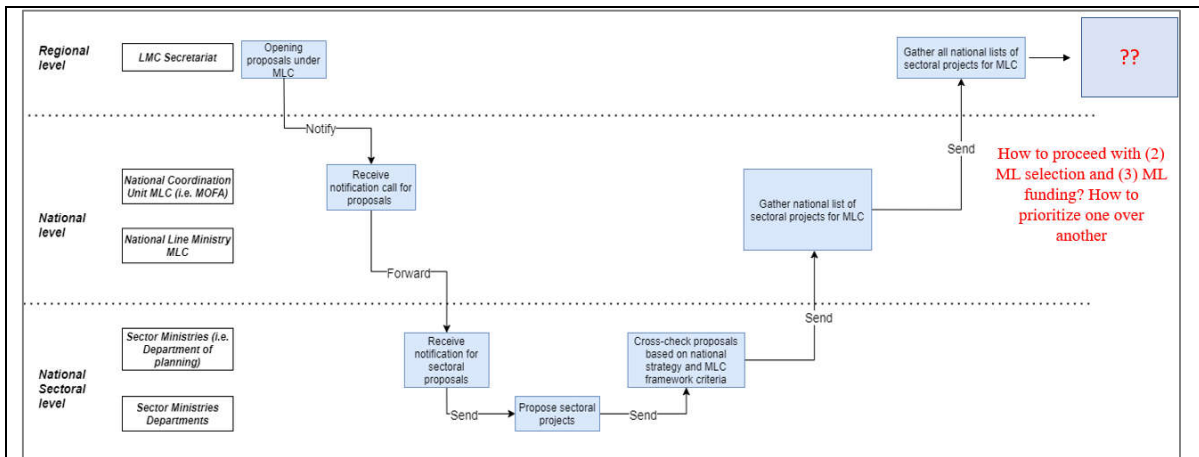 Regional
level
LMC Secretariat
Opening
proposals under
MLC
Gather all national lists of
sectoral projects for MLC
??
Notify
Send
National
level
National Coordination
Unit MLC (i.e. MOFA)
National Line Ministry
MLC
Receive
notification call for
proposals
Gather national list of
sectoral projects for MLC
How to proceed with (2)
ML selection and (3) ML
funding? How to
prioritize one over
another
Forward
Send
National
Sectoral
level
Sector Ministries (i.e.
Department of
planning)
Sector Ministries
Departments
Receive
notification for
sectoral proposals
Send
Propose sectoral
projects
Send
Cross-check proposals
based on national
strategy and MLC
framework criteria